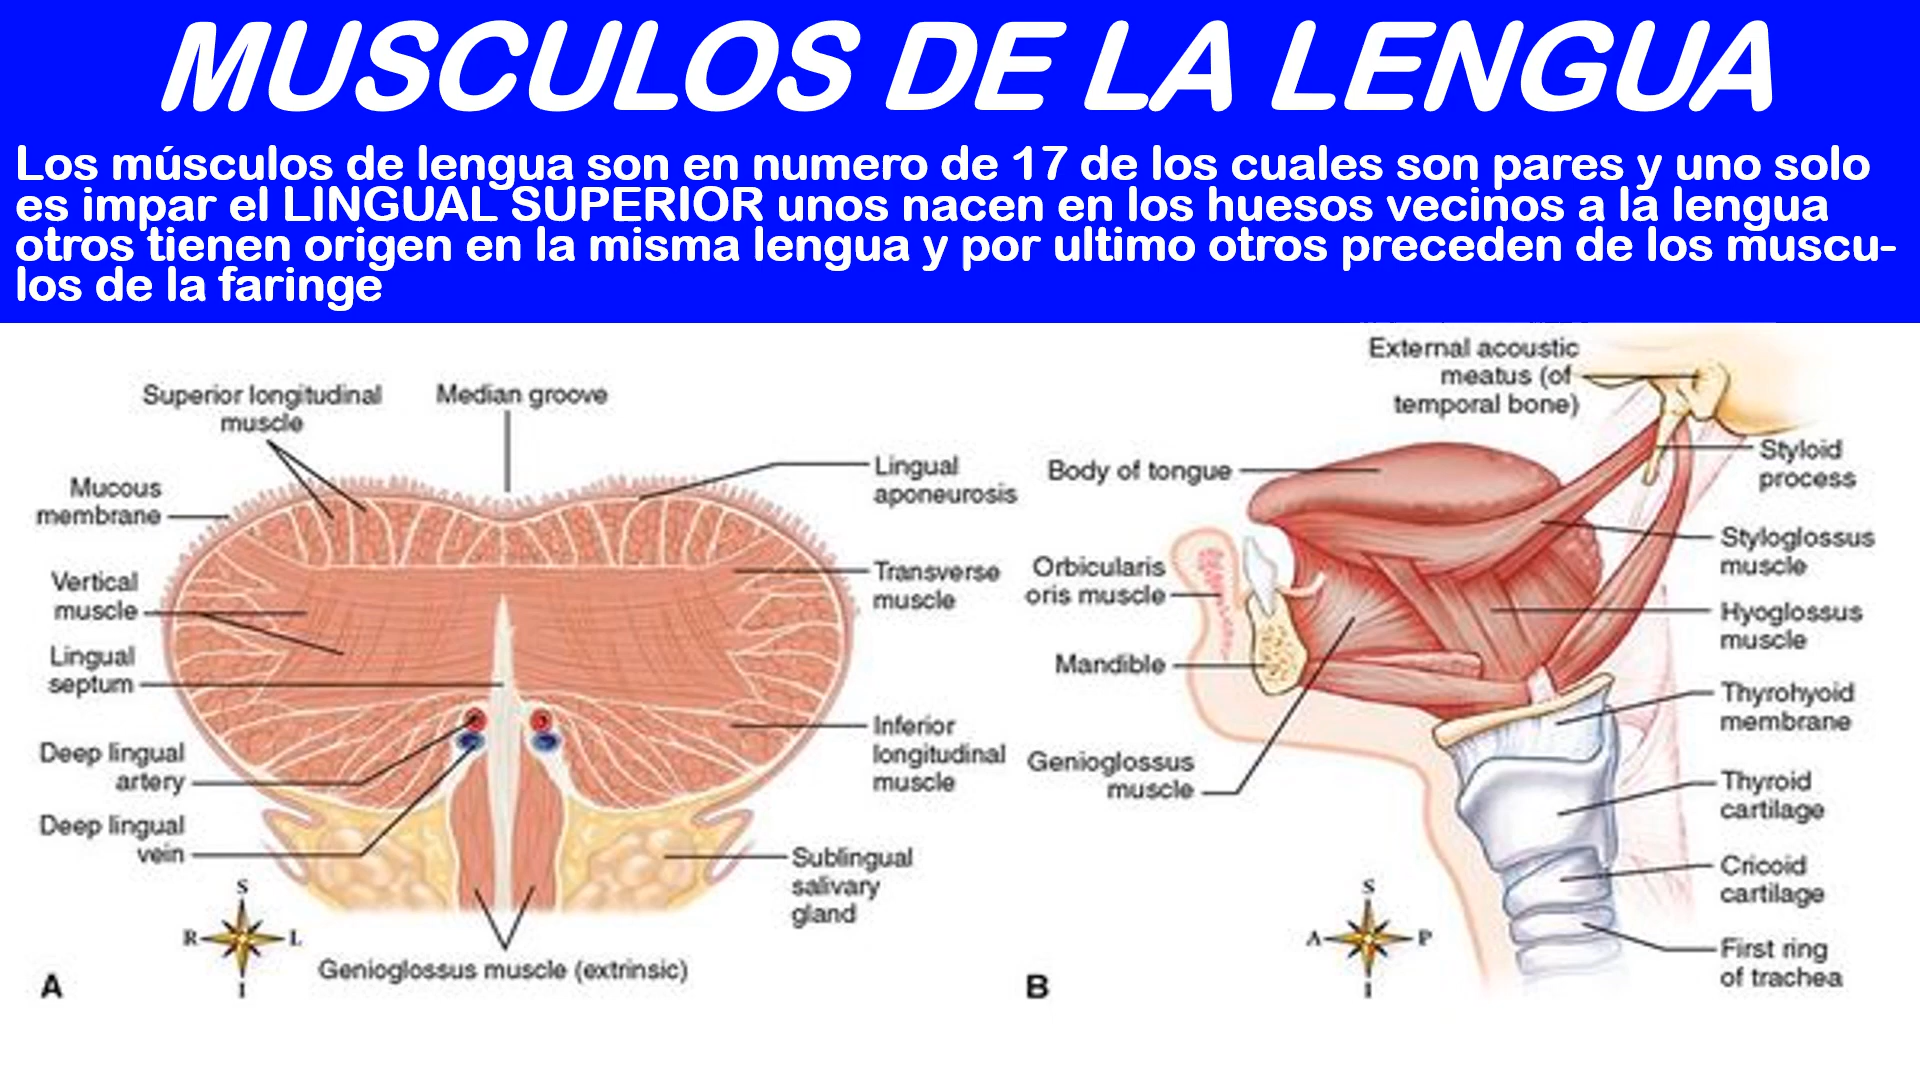 MUSCULOS DE LA LENGUA
Los músculos de lengua son en numero de 17 de los cuales son pares y uno solo
es impar el LINGUAL SUPERIOR unos nacen en los huesos vecinos a la lengua
otros tienen origen en la misma lengua y por ultimo otros preceden de los muscu-
los de la faringe
Superior longitudinal
muscle
Median groove
Lingual
aponeurosis
Mucous
membrane
Vertical
muscle
Transverse
muscle
Lingual
septum
Inferior
longitudinal
muscle
Deep lingual
artery
Deep lingual
vein
Sublingual
salivary
gland
Genioglossus muscle (extrinsic)
S
R
L
I
A
External acoustic
meatus (of
temporal bone)
Body of tongue
Styloid
process
Styloglossus
muscle
Orbicularis
oris muscle
Hyoglossus
muscle
Mandible
Thyrohyoid
membrane
Genioglossus
muscle
Thyroid
cartilage
Cricoid
cartilage
First ring
of trachea
S
A
P
I
B